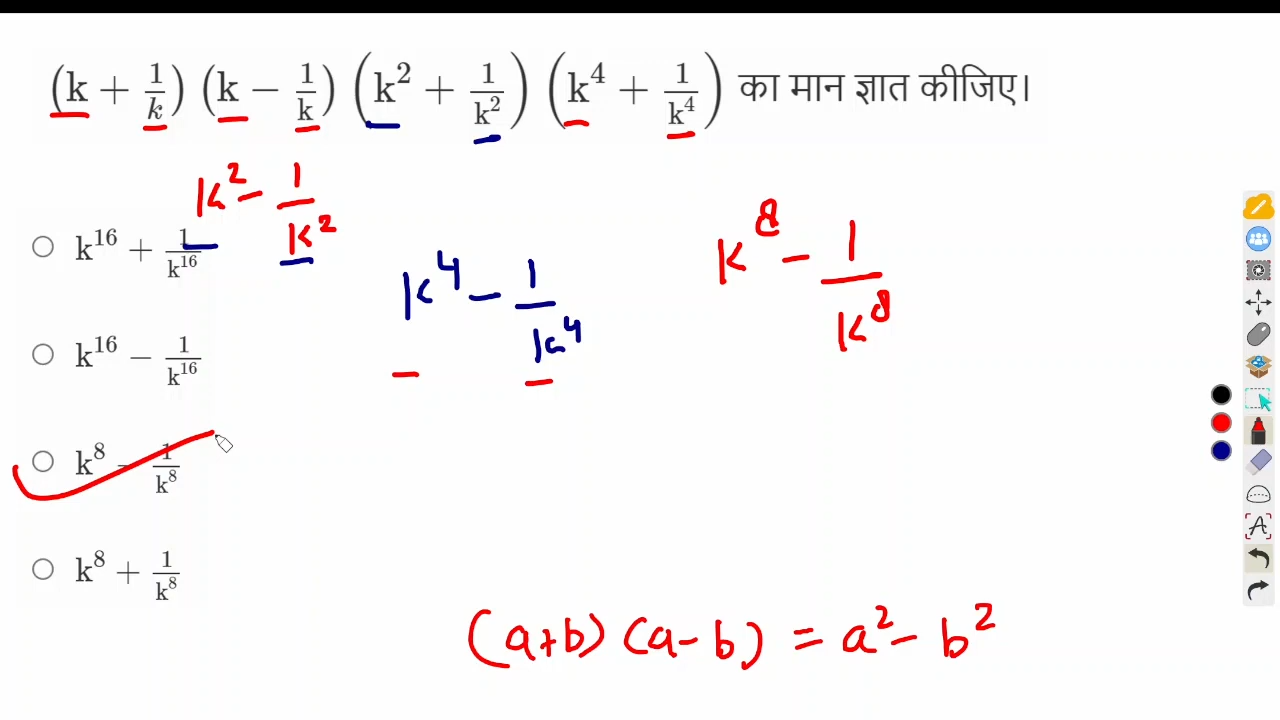 (k + 1/k) (k − 1/k) (k² + 1/k²) (k⁴ + 1/k⁴) का मान ज्ञात कीजिए।
k² − 1/k²
k¹⁶ + 1/k¹⁶
k⁴ − 1/k⁴
k⁸ − 1/k⁸
k¹⁶ − 1/k¹⁶
k⁸ − 1/k⁸
k⁸ + 1/k⁸
(a+b) (a−b) = a² − b²
A